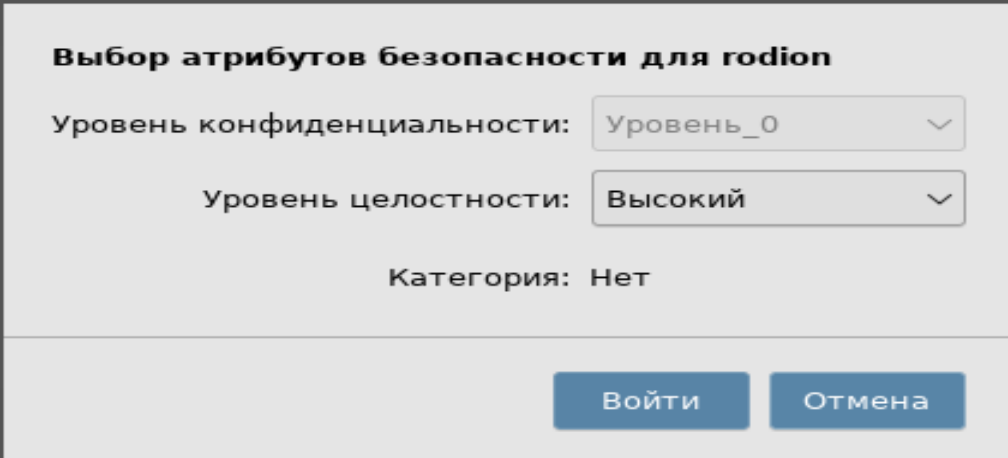 Выбор атрибутов безопасности для rodion
Уровень конфиденциальности: Уровень_0
Уровень целостности: Высокий
Категория: Нет
Войти Отмена